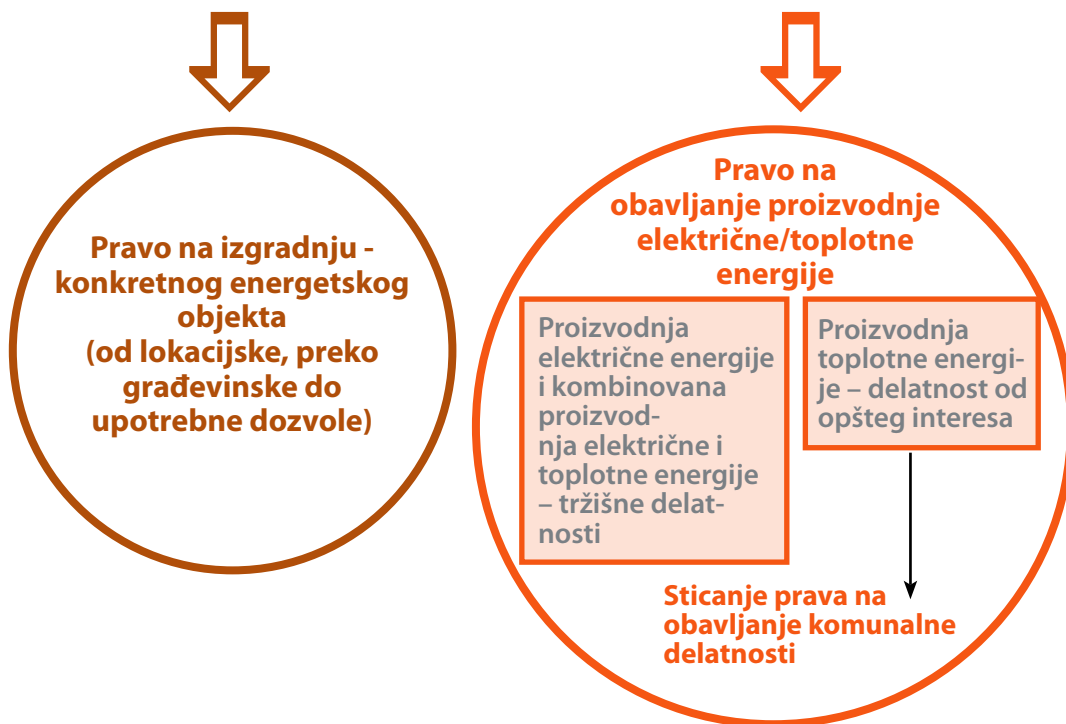 Pravo na izgradnju -
konkretnog energetskog
objekta
(od lokacijske, preko
građevinske do
upotrebne dozvole)
Pravo na
obavljanje proizvodnje
električne/toplotne
energije
Proizvodnja
električne energije
i kombinovana
proizvod-
nja električne i
toplotne energije
– tržišne delat-
nosti
Proizvodnja
toplotne energi-
je – delatnost od
opšteg interesa
Sticanje prava na
obavljanje komunalne
delatnosti